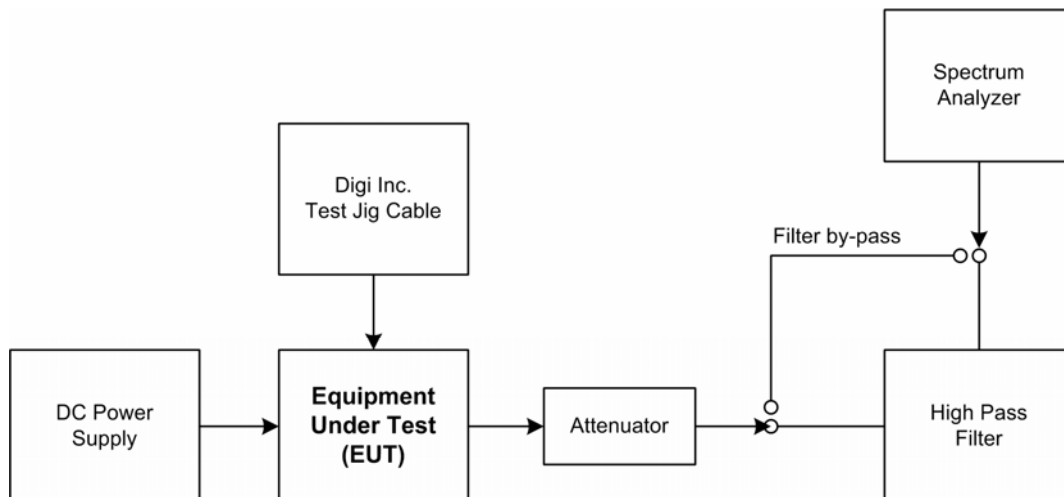 Spectrum
Analyzer
Digi Inc.
Test Jig Cable
Filter by-pass
DC Power
Supply
Equipment
Under Test
(EUT)
Attenuator
High Pass
Filter